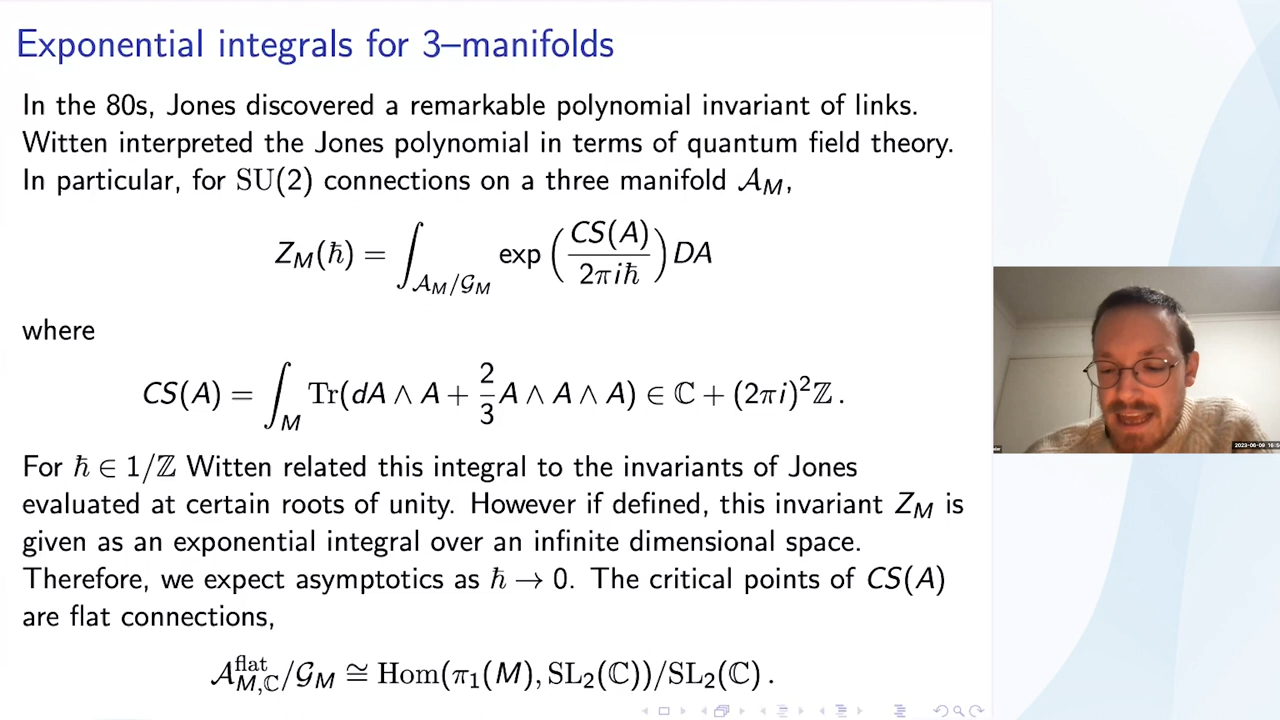 Exponential integrals for 3–manifolds
In the 80s, Jones discovered a remarkable polynomial invariant of links.
Witten interpreted the Jones polynomial in terms of quantum field theory.
In particular, for SU(2) connections on a three manifold 𝒜_M,
Z_M(ℏ) = ∫_{𝒜_M/𝒢_M} exp(CS(A)/2πiℏ) DA
where
CS(A) = ∫_M Tr(dA ∧ A + 2/3 A ∧ A ∧ A) ∈ ℂ + (2πi)²ℤ.
For ℏ ∈ 1/ℤ Witten related this integral to the invariants of Jones
evaluated at certain roots of unity. However if defined, this invariant Z_M is
given as an exponential integral over an infinite dimensional space.
Therefore, we expect asymptotics as ℏ → 0. The critical points of CS(A)
are flat connections,
𝒜^flat_{M,ℂ}/𝒢_M ≅ Hom(π₁(M), SL₂(ℂ))/SL₂(ℂ).